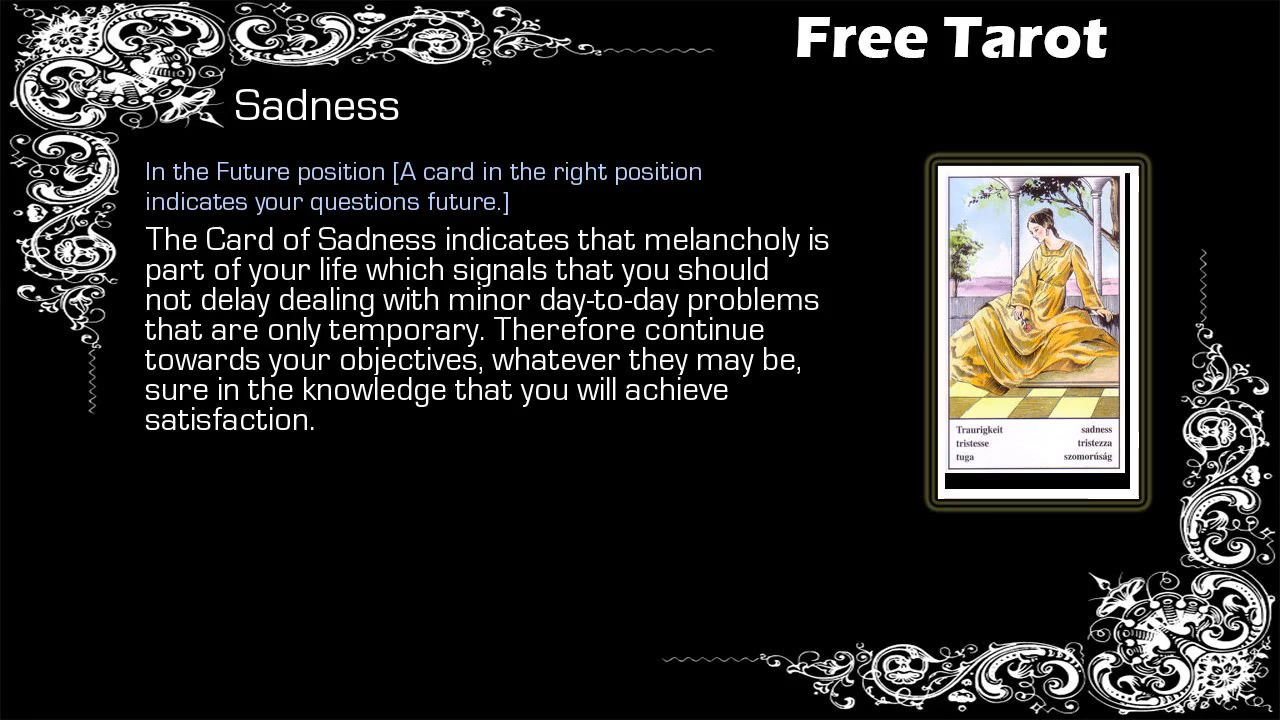 Free Tarot
Sadness
In the Future position [A card in the right position
indicates your questions future.]
The Card of Sadness indicates that melancholy is
part of your life which signals that you should
not delay dealing with minor day-to-day problems
that are only temporary. Therefore continue
towards your objectives, whatever they may be,
sure in the knowledge that you will achieve
satisfaction.
Traurigkeit sadness
tristesse tristezza
tuga szomorúság